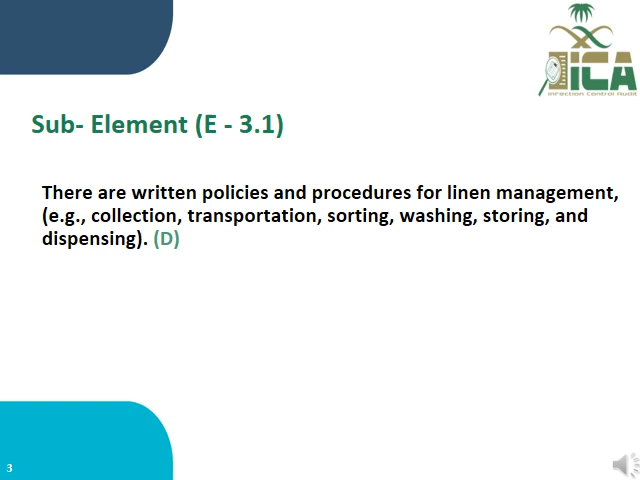 iCA
Infection Control Audit
Sub- Element (E - 3.1)
There are written policies and procedures for linen management,
(e.g., collection, transportation, sorting, washing, storing, and
dispensing). (D)
3